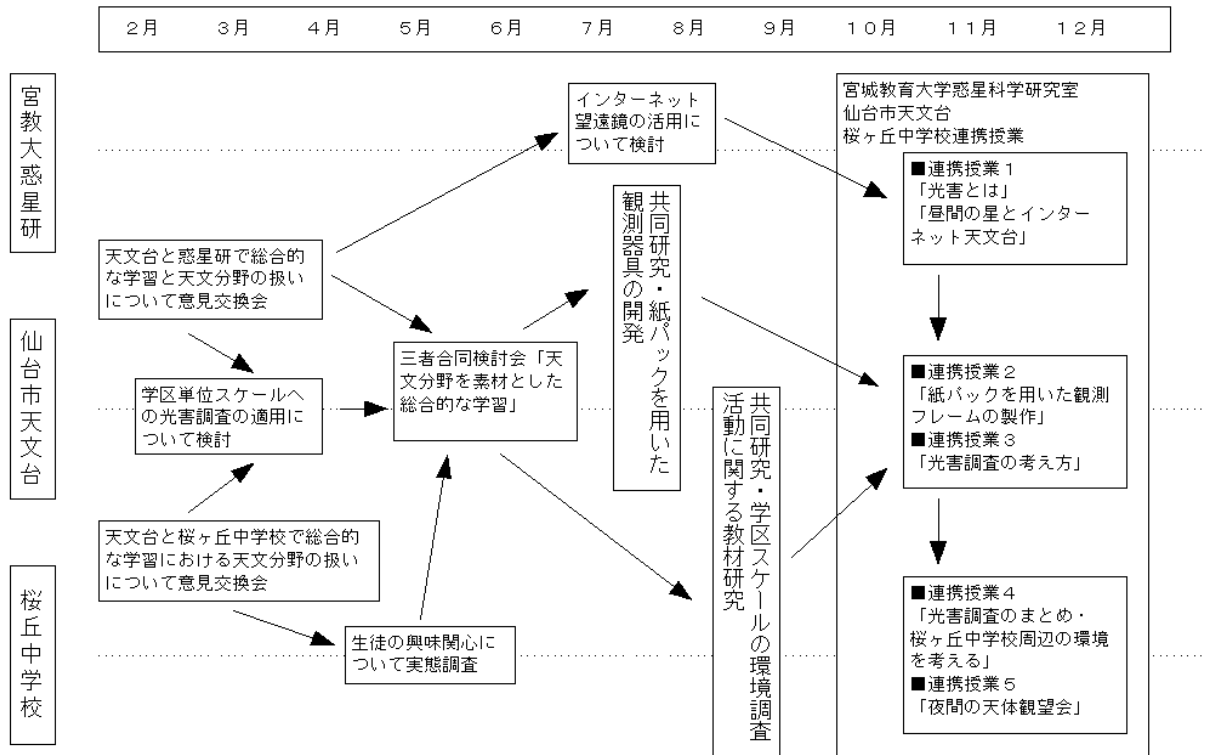 ２月　３月　４月　５月　６月　７月　８月　９月　１０月　１１月　１２月
宮教大惑星研
仙台市天文台
桜丘中学校
天文台と惑星研で総合的
な学習と天文分野の扱い
について意見交換会
学区単位スケールへ
の光害調査の適用に
ついて検討
天文台と桜ヶ丘中学校で総合的
な学習における天文分野の扱い
について意見交換会
生徒の興味関心につ
いて実態調査
三者合同検討会「天
文分野を素材とした
総合的な学習」
インターネット
望遠鏡の活用に
ついて検討
共同研究・紙パックを用いた
観測器具の開発
共同研究・学区スケールの環境調査
活動に関する教材研究
宮城教育大学惑星科学研究室
仙台市天文台
桜ヶ丘中学校連携授業
■連携授業１
「光害とは」
「昼間の星とインター
ネット天文台」
■連携授業２
「紙パックを用いた観測
フレームの製作」
■連携授業３
「光害調査の考え方」
■連携授業４
「光害調査のまとめ・
桜ヶ丘中学校周辺の環境
を考える」
■連携授業５
「夜間の天体観望会」